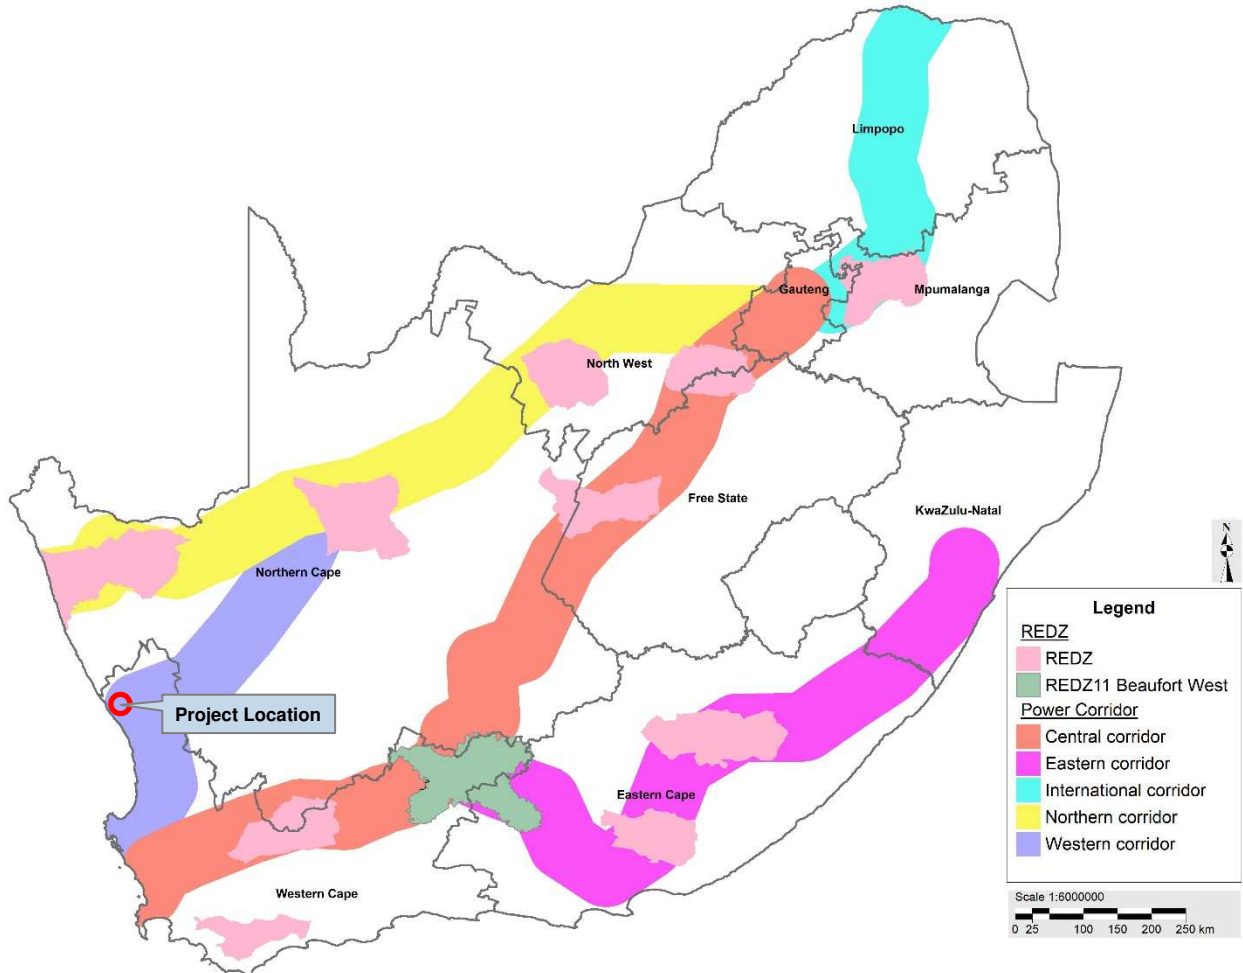 Limpopo
Gauteng
Mpumalanga
North West
Free State
KwaZulu-Natal
Northern Cape
Project Location
Eastern Cape
Western Cape
N
Legend
REDZ
REDZ
REDZ11 Beaufort West
Power Corridor
Central corridor
Eastern corridor
International corridor
Northern corridor
Western corridor
Scale 1:6000000
0 25 100 150 200 250 km